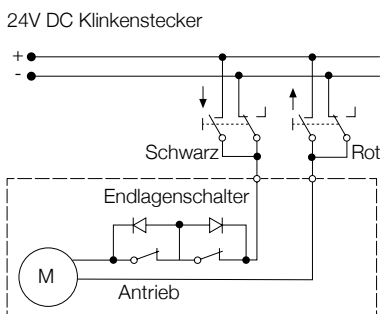 24V DC Klinkenstecker
+
-
Schwarz
Rot
Endlagenschalter
M
Antrieb